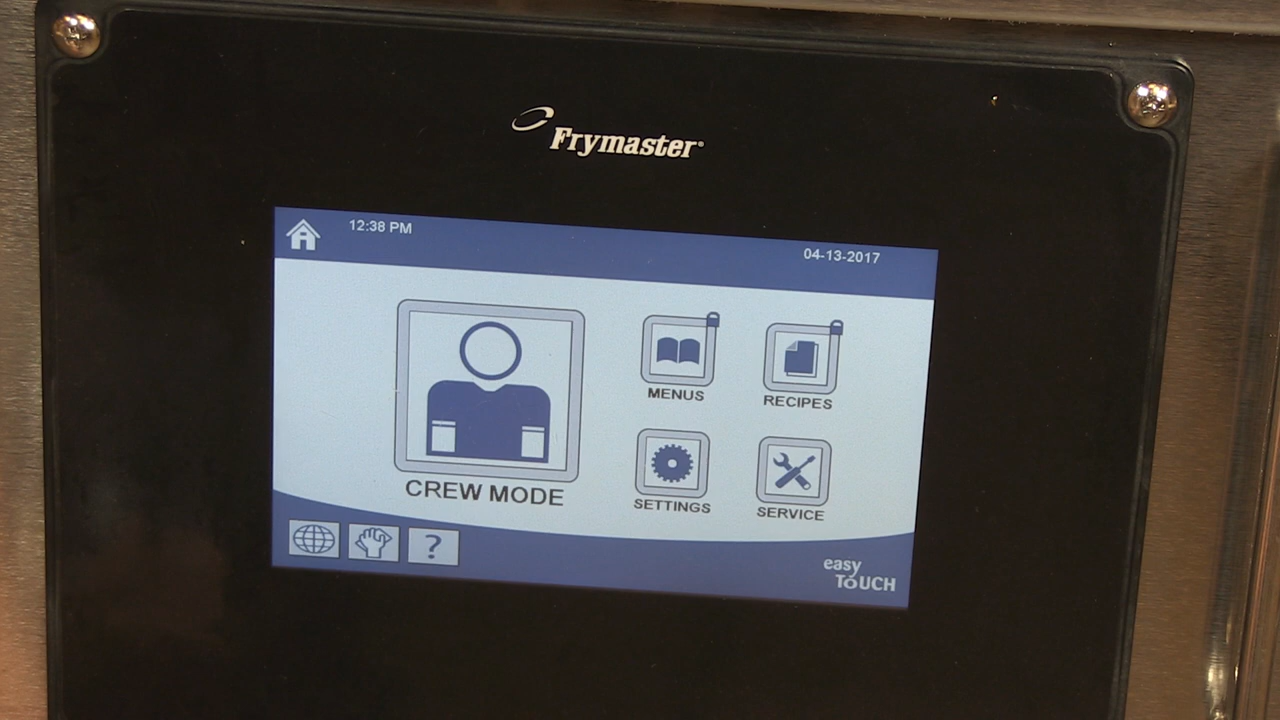 Frymaster®
12:38 PM
04-13-2017
MENUS
RECIPES
CREW MODE
SETTINGS
SERVICE
?
easy
TOUCH